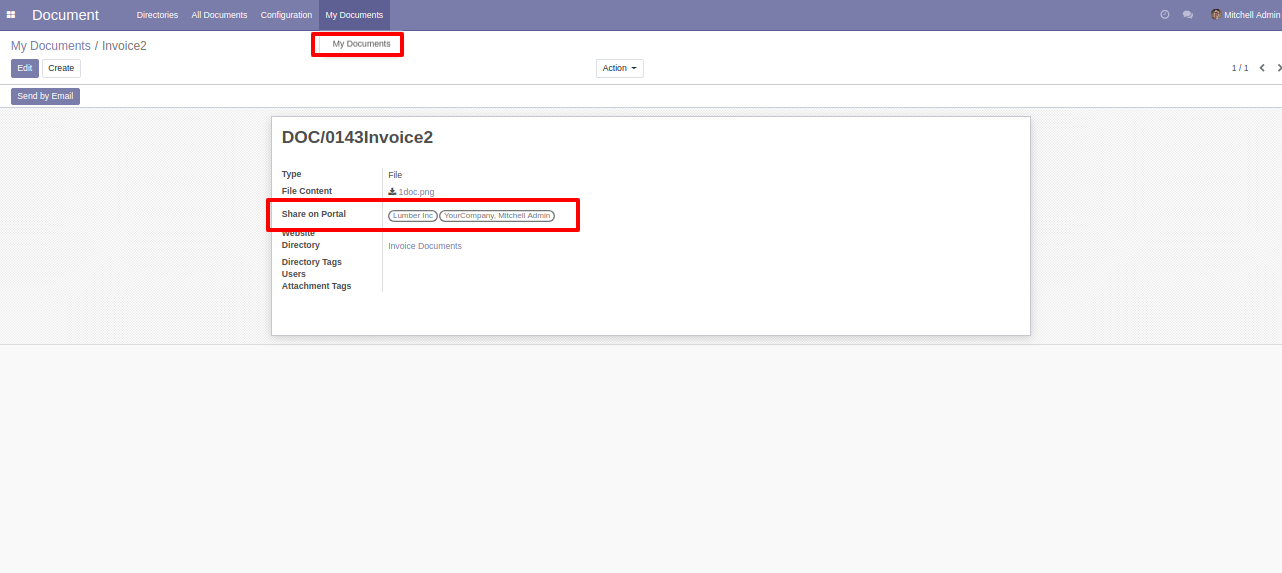 Document Directories All Documents Configuration My Documents Mitchell Admin
My Documents / Invoice2 My Documents
Edit Create Action 1 / 1
Send by Email
DOC/0143Invoice2
Type File
File Content 1doc.png
Share on Portal Lumber Inc YourCompany, Mitchell Admin
Website
Directory Invoice Documents
Directory Tags
Users
Attachment Tags